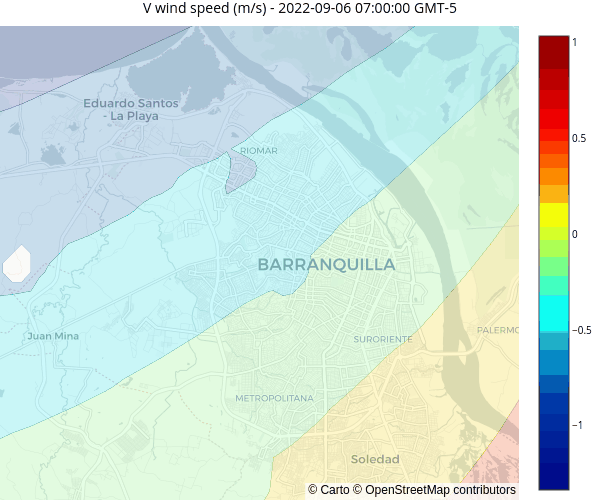 V wind speed (m/s) - 2022-09-06 07:00:00 GMT-5
1
0.5
0
−0.5
−1
Eduardo Santos
- La Playa
RIOMAR
BARRANQUILLA
Juan Mina
SURORIENTE
PALERMO
METROPOLITANA
Soledad
© Carto © OpenStreetMap contributors